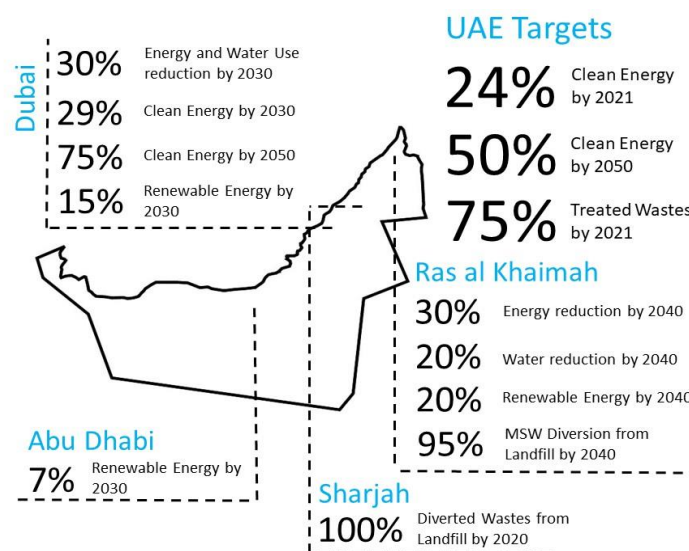 Dubai
30% Energy and Water Use
reduction by 2030
29% Clean Energy by 2030
75% Clean Energy by 2050
15% Renewable Energy by
2030
UAE Targets
24% Clean Energy
by 2021
50% Clean Energy
by 2050
75% Treated Wastes
by 2021
Ras al Khaimah
30% Energy reduction by 2040
20% Water reduction by 2040
20% Renewable Energy by 2040
95% MSW Diversion from
Landfill by 2040
Abu Dhabi
7% Renewable Energy by
2030
Sharjah
100% Diverted Wastes from
Landfill by 2020